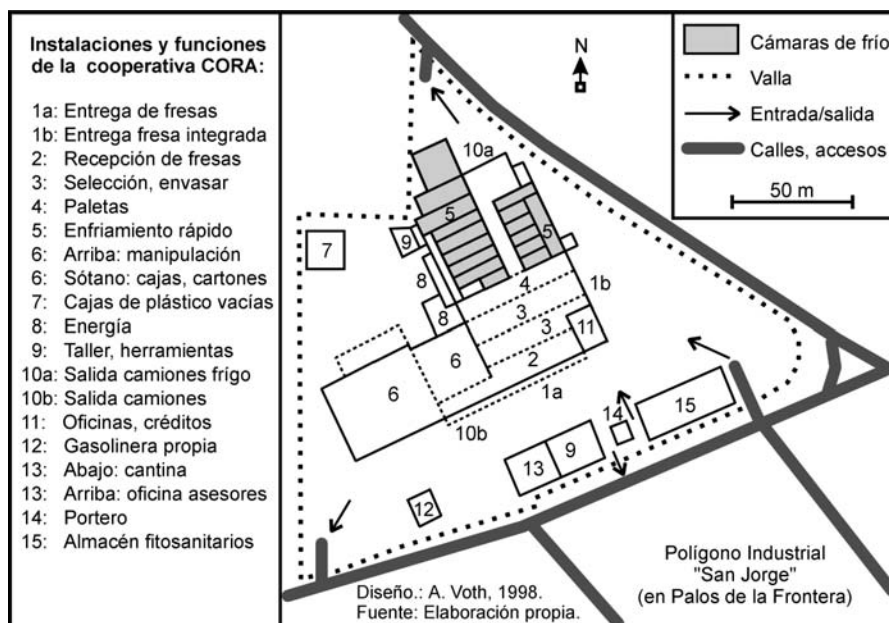 Instalaciones y funciones
de la cooperativa CORA:
1a: Entrega de fresas
1b: Entrega fresa integrada
2: Recepción de fresas
3: Selección, envasar
4: Paletas
5: Enfriamiento rápido
6: Arriba: manipulación
6: Sótano: cajas, cartones
7: Cajas de plástico vacías
8: Energía
9: Taller, herramientas
10a: Salida camiones frígo
10b: Salida camiones
11: Oficinas, créditos
12: Gasolinera propia
13: Abajo: cantina
13: Arriba: oficina asesores
14: Portero
15: Almacén fitosanitarios
N
Cámaras de frío
Valla
Entrada/salida
Calles, accesos
50 m
10a
5
5
9
7
8
4
1b
8
3
3
11
6
2
6
1a
10b
14
15
13
9
12
Polígono Industrial
"San Jorge"
(en Palos de la Frontera)
Diseño.: A. Voth, 1998.
Fuente: Elaboración propia.